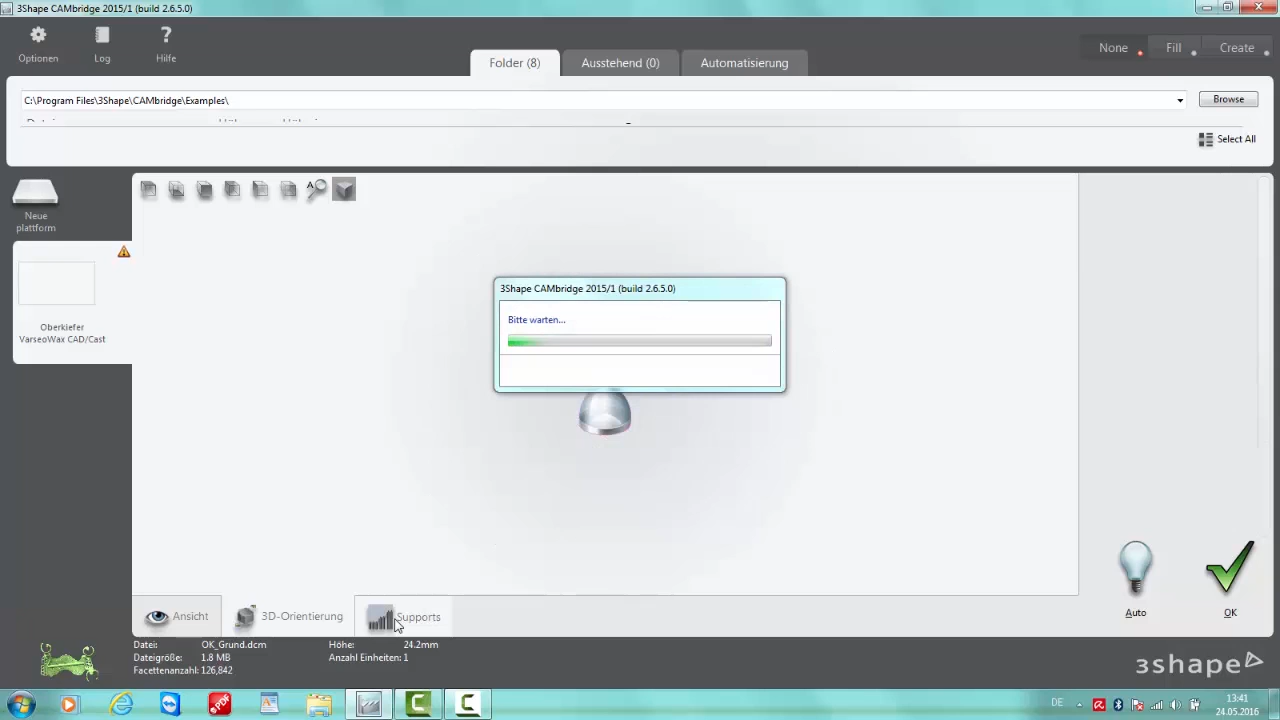 3Shape CAMbridge 2015/1 (build 2.6.5.0)
Optionen
Log
Hilfe
Folder (8)
Ausstehend (0)
Automatisierung
None
Fill
Create
C:\Program Files\3Shape\CAMbridge\Examples\
Browse
Select All
Neue
plattform
Oberkiefer
VarseoWax CAD/Cast
3Shape CAMbridge 2015/1 (build 2.6.5.0)
Bitte warten...
Auto
OK
Ansicht
3D-Orientierung
Supports
Datei: OK_Grund.dcm Höhe: 24.2mm
Dateigröße: 1.8 MB Anzahl Einheiten: 1
Facettenanzahl: 126,842
3shape
DE
13:41
24.05.2016